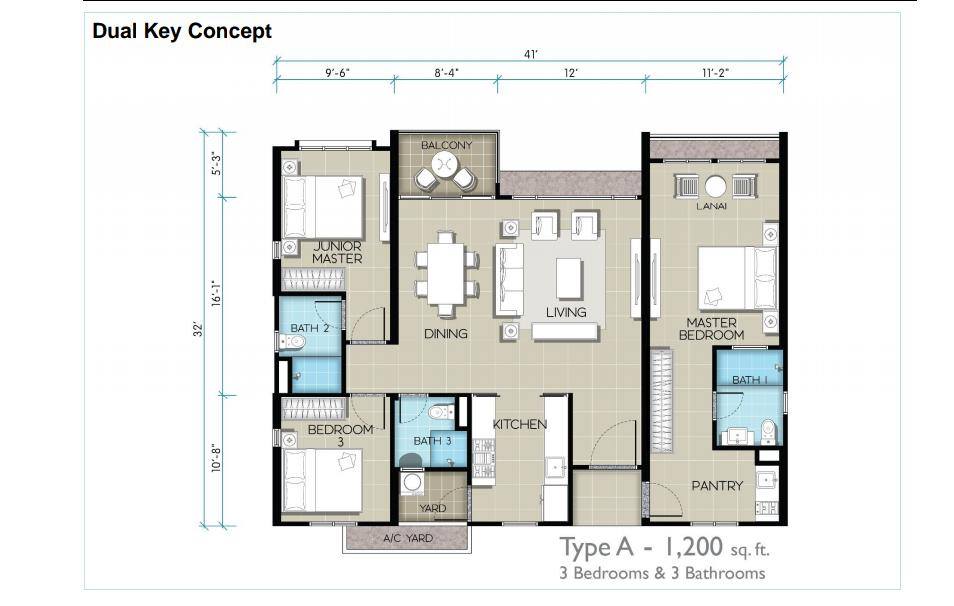 Dual Key Concept
41'
9'-6"
8'-4"
12'
11'-2"
5'-3"
16'-1"
32'
10'-8"
BALCONY
LANAI
JUNIOR
MASTER
LIVING
DINING
MASTER
BEDROOM
BATH 2
BATH 1
BEDROOM
3
KITCHEN
BATH 3
PANTRY
YARD
A/C YARD
Type A - 1,200 sq. ft.
3 Bedrooms & 3 Bathrooms